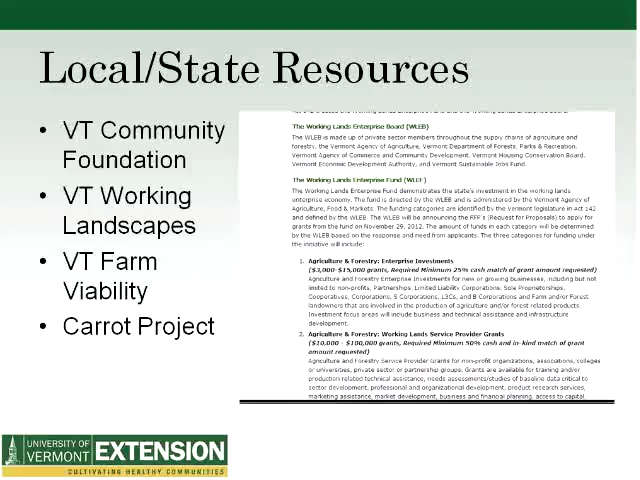 Local/State Resources
• VT Community
Foundation
• VT Working
Landscapes
• VT Farm
Viability
• Carrot Project
The Working Lands Enterprise Board (WLEB)
The WLEB is made up of private sector members throughout the supply chains of agriculture and
forestry, the Vermont Agency of Agriculture, Vermont Department of Forests, Parks & Recreation,
Vermont Agency of Commerce and Community Development, Vermont Housing Conservation Board,
Vermont Economic Development Authority, and Vermont Sustainable Jobs Fund.
The Working Lands Enterprise Fund (WLEF)
The Working Lands Enterprise Fund demonstrates the state's investment in the working lands
enterprise economy. The fund is directed by the WLEB and is administered by the Vermont Agency of
Agriculture, Food & Markets. The funding categories are identified by the Vermont legislature in Act 142
and defined by the WLEB. The WLEB will be announcing the RFP's (Request for Proposals) to apply for
grants from the fund on November 29, 2012. The amount of funds in each category will be determined
by the WLEB based on the response and need from applicants. The three categories for funding under
the initiative will include:
1. Agriculture & Forestry: Enterprise Investments
($3,000-$15,000 grants, Required Minimum 25% cash match of grant amount requested)
Agriculture and Forestry Enterprise Investments for new or growing businesses, including but not
limited to non-profits, Partnerships, Limited Liability Corporations, Sole Proprietorships,
Cooperatives, Corporations, S Corporations, L3Cs, and B Corporations and Farm and/or Forest
landowners that are involved in the production of agriculture and/or forest related products.
Investment focus areas will include business and technical assistance and infrastructure
development.
2. Agriculture & Forestry: Working Lands Service Provider Grants
($10,000 - $100,000 grants, Required Minimum 50% cash and in-kind match of grant
amount requested)
Agriculture and Forestry Service Provider Grants for non-profit organizations, associations, colleges
or universities, private sector or partnership groups. Grants are available for training and/or
production related technical assistance, needs assessments/studies of baseline data critical to
sector development, professional and organizational development, product research services,
marketing assistance, market development, business and financial planning, access to capital,
UNIVERSITY OF
VERMONT
EXTENSION
CULTIVATING HEALTHY COMMUNITIES